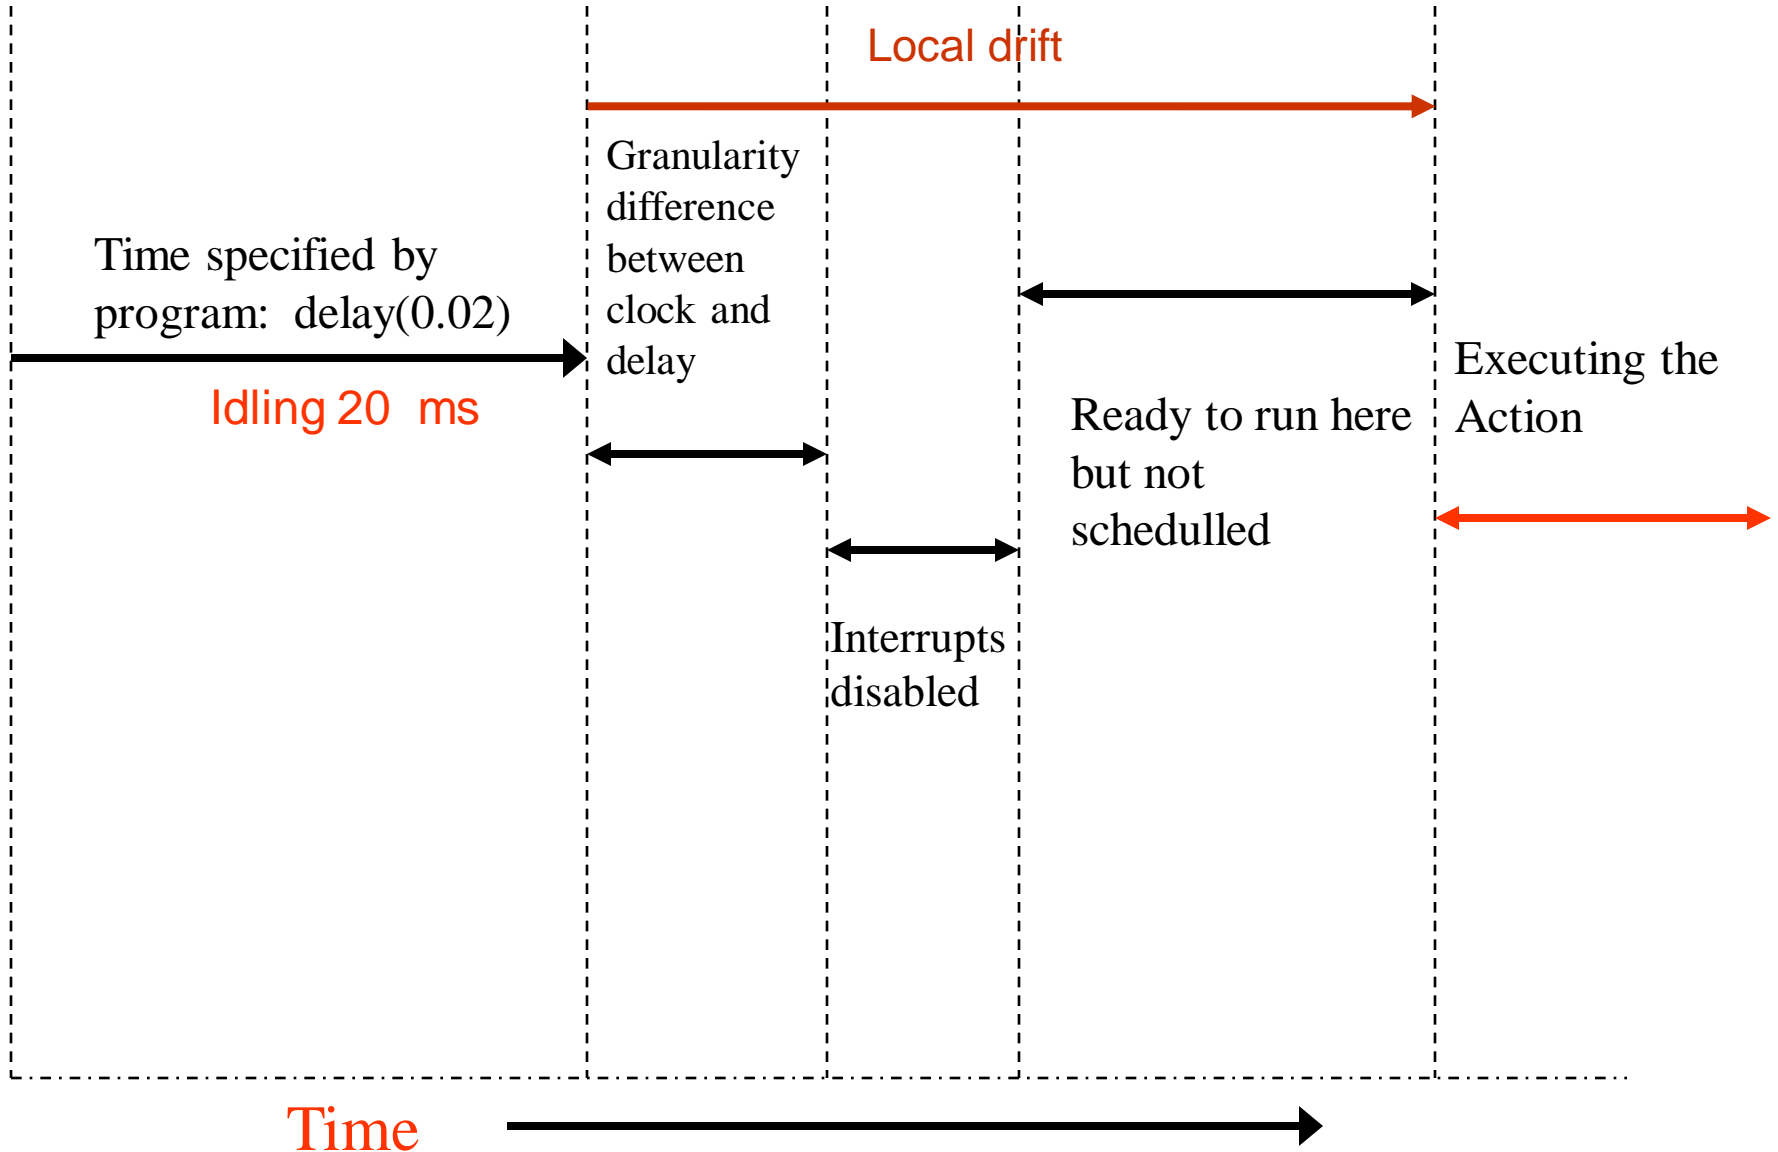 Local drift
Granularity
difference
between
clock and
delay
Time specified by
program: delay(0.02)
Idling 20 ms
Executing the
Action
Ready to run here
but not
schedulled
Interrupts
disabled
Time